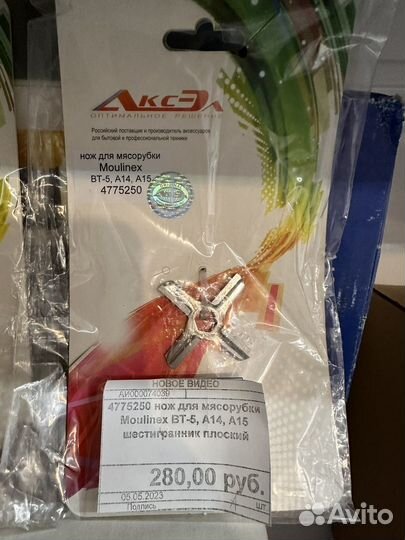 АКСЭЛ
ОПТИМАЛЬНОЕ РЕШЕНИЕ
Российский поставщик и производитель аксессуаров
для бытовой и профессиональной техники
нож для мясорубки
Moulinex
BT-5, A14, A15
4775250
НОВОЕ ВИДЕО
АИ000074039
4775250 нож для мясорубки
Moulinex BT-5, A14, A15
шестигранник плоский
280,00 руб.
05.05.2023
Подпись
шт
Avito